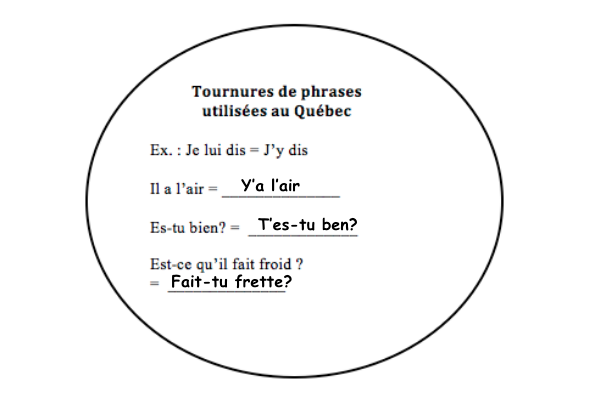 Tournures de phrases
utilisées au Québec
Ex. : Je lui dis = J'y dis
Il a l'air = Y'a l'air
Es-tu bien? = T'es-tu ben?
Est-ce qu'il fait froid ?
= Fait-tu frette?